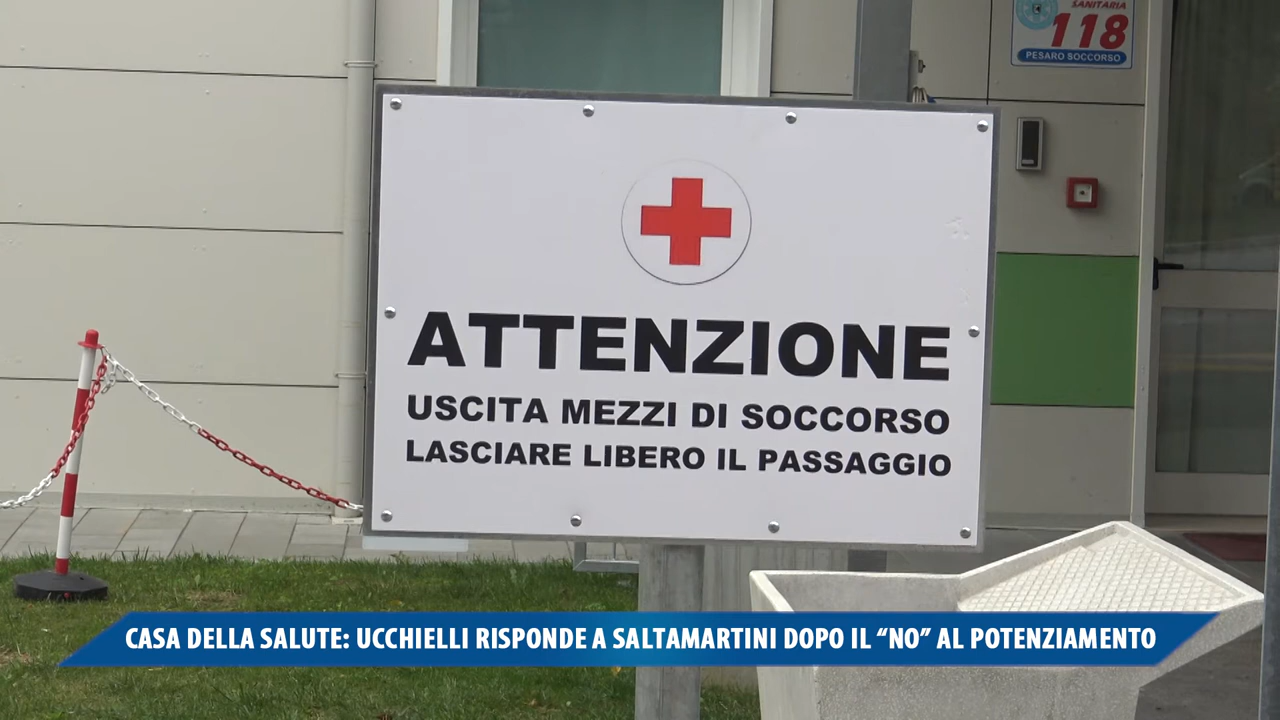 SANITARIA
118
PESARO SOCCORSO
ATTENZIONE
USCITA MEZZI DI SOCCORSO
LASCIARE LIBERO IL PASSAGGIO
CASA DELLA SALUTE: UCCHIELLI RISPONDE A SALTAMARTINI DOPO IL “NO” AL POTENZIAMENTO